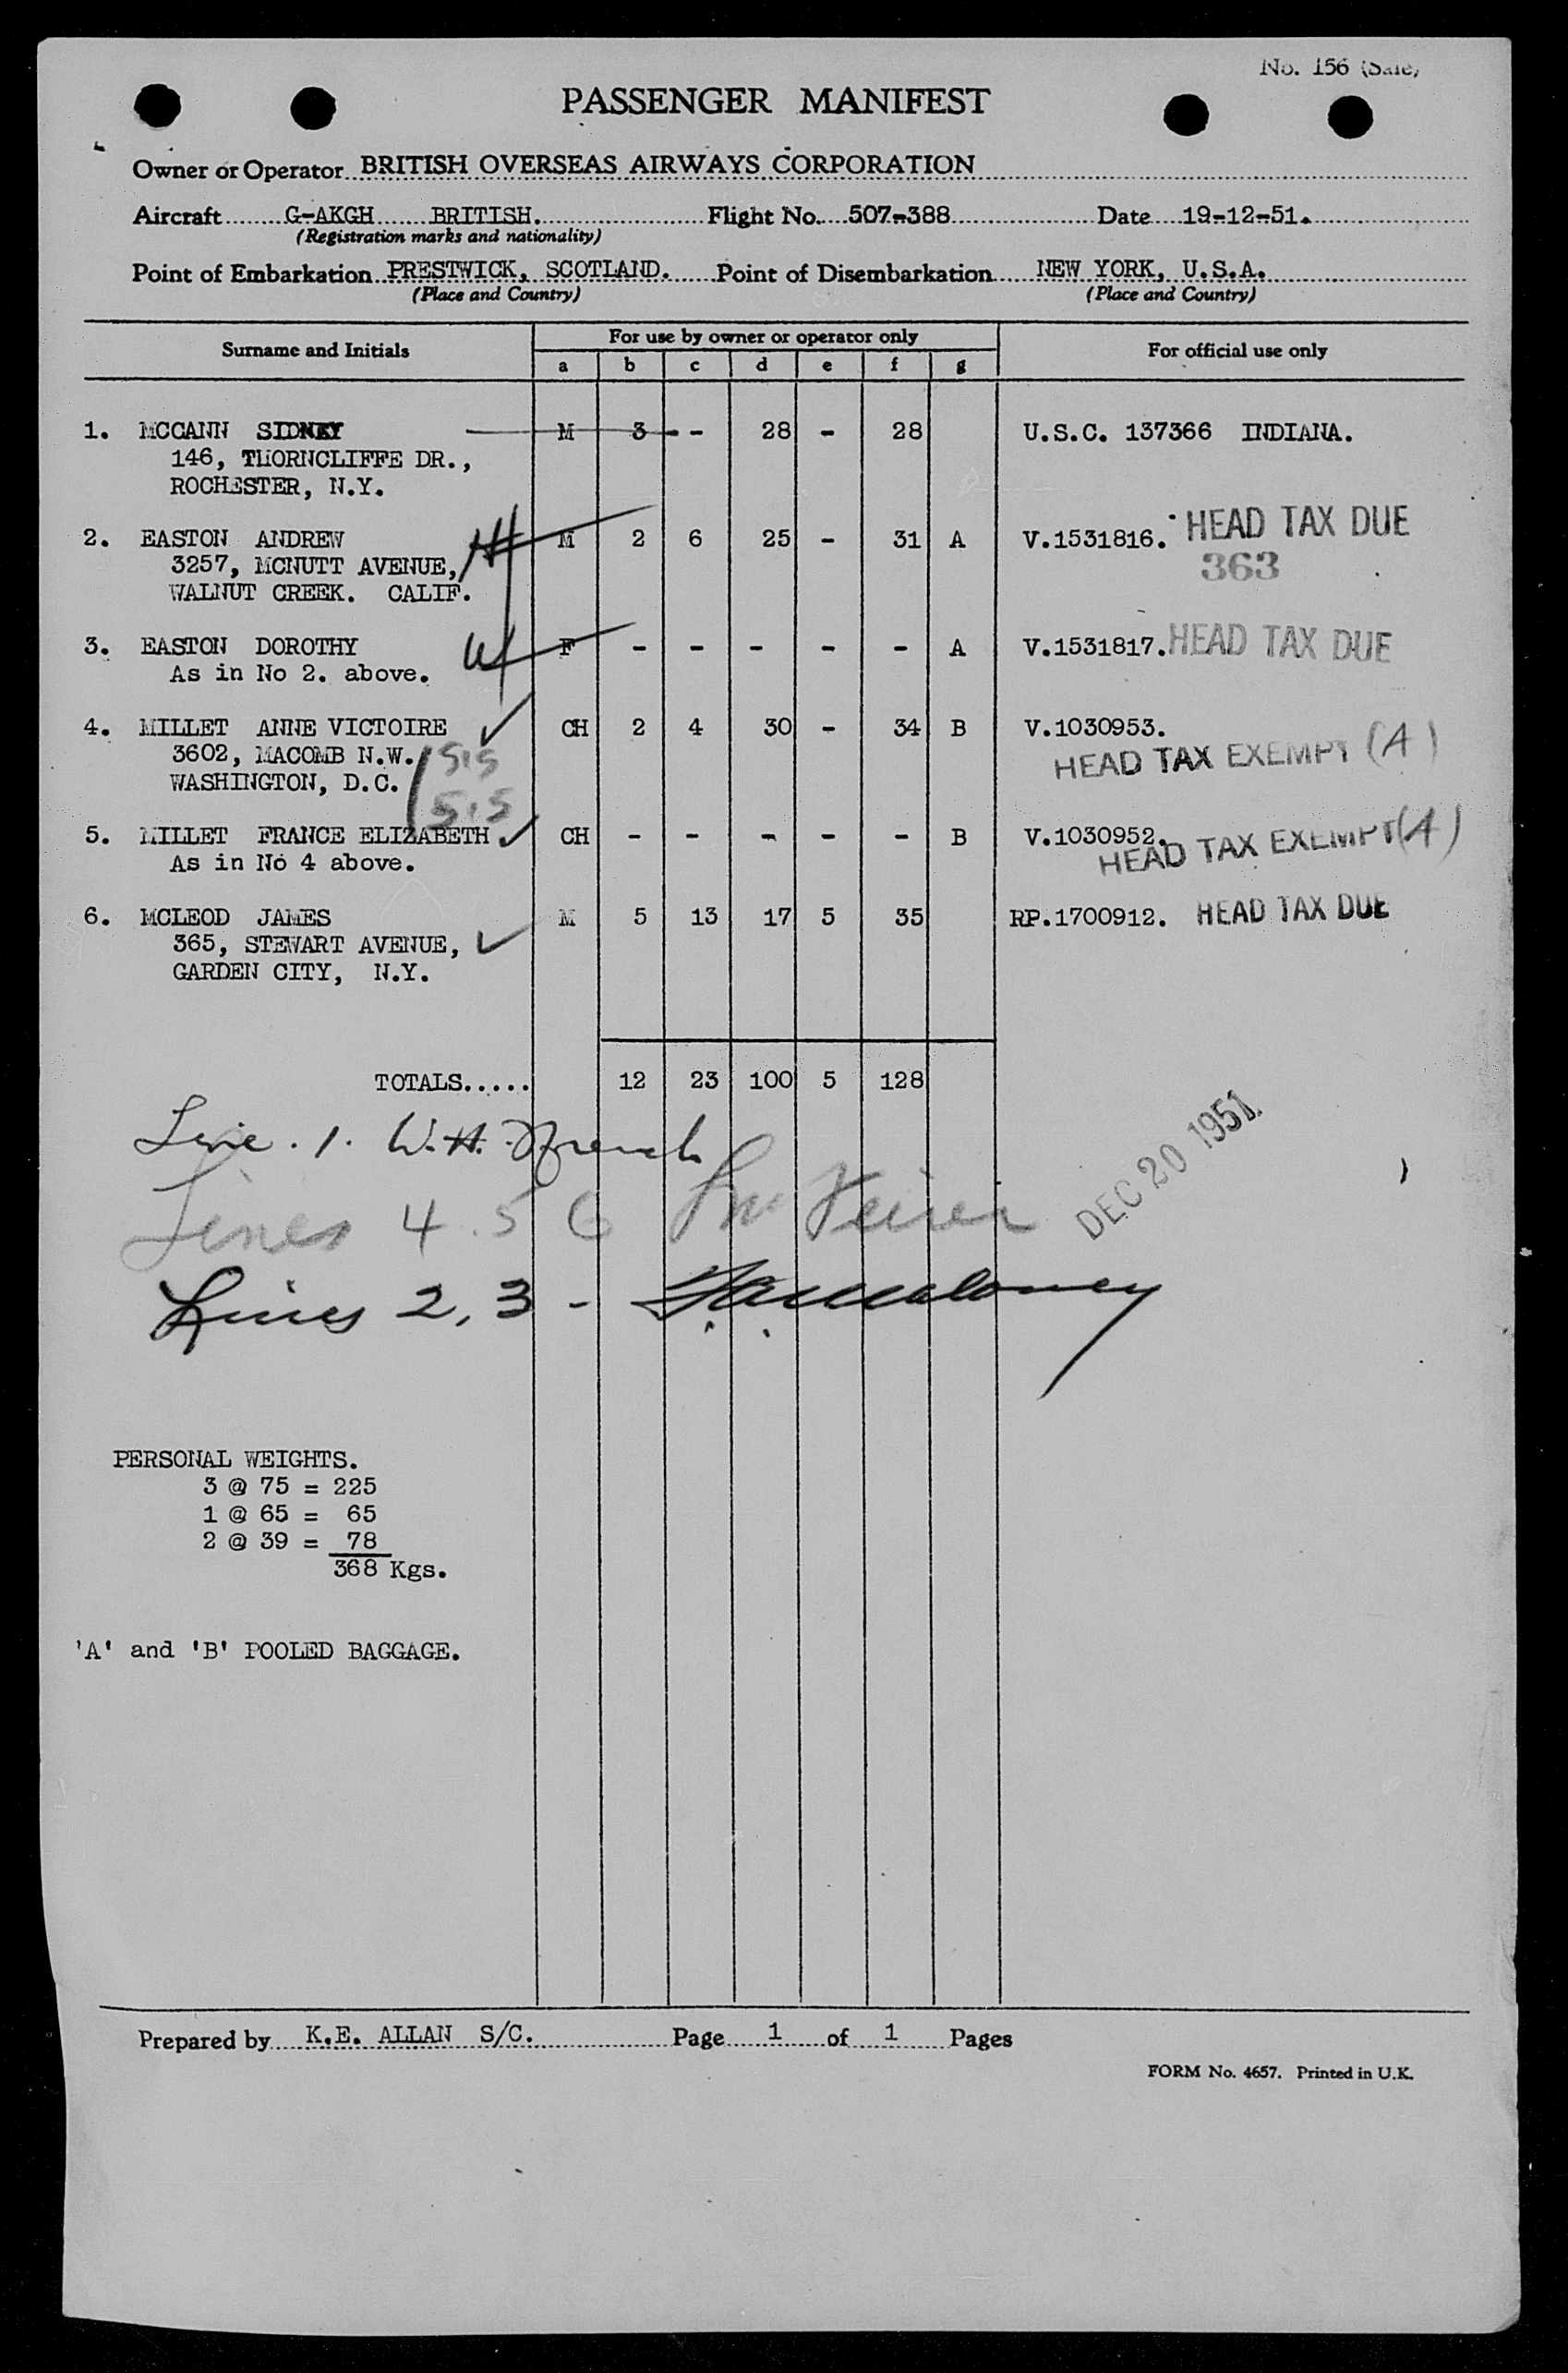 No. 156 (Sale)
PASSENGER MANIFEST
Owner or Operator BRITISH OVERSEAS AIRWAYS CORPORATION
Aircraft G-AKGH BRITISH. Flight No. 507-388 Date 19-12-51.
(Registration marks and nationality)
Point of Embarkation PRESTWICK, SCOTLAND. Point of Disembarkation NEW YORK, U.S.A.
(Place and Country) (Place and Country)
Surname and Initials For use by owner or operator only For official use only
a b c d e f g
1. MCCANN SIDNEY M 3 - - 28 - 28 U.S.C. 137366 INDIANA.
146, THORNCLIFFE DR.,
ROCHESTER, N.Y.
2. EASTON ANDREW H M 2 6 25 - 31 A V.1531816. HEAD TAX DUE
3257, MCNUTT AVENUE, 363
WALNUT CREEK. CALIF.
3. EASTON DOROTHY W F - - - - - A V.1531817. HEAD TAX DUE
As in No 2. above.
4. MILLET ANNE VICTOIRE CH 2 4 30 - 34 B V.1030953.
3602, MACOMB N.W. sis HEAD TAX EXEMPT (A)
WASHINGTON, D.C. sis
5. MILLET FRANCE ELIZABETH CH - - - - - B V.1030952. HEAD TAX EXEMPT (A)
As in No 4 above.
6. MCLEOD JAMES M 5 13 17 5 35 RP.1700912. HEAD TAX DUE
365, STEWART AVENUE,
GARDEN CITY, N.Y.
TOTALS..... 12 23 100 5 128
Line . 1. W.H. French
DEC 20 1951
Lines 4 . 5 6
Lines 2, 3 -
PERSONAL WEIGHTS.
3 @ 75 = 225
1 @ 65 = 65
2 @ 39 = 78
368 Kgs.
'A' and 'B' POOLED BAGGAGE.
Prepared by K.E. ALLAN S/C. Page 1 of 1 Pages
FORM No. 4657. Printed in U.K.